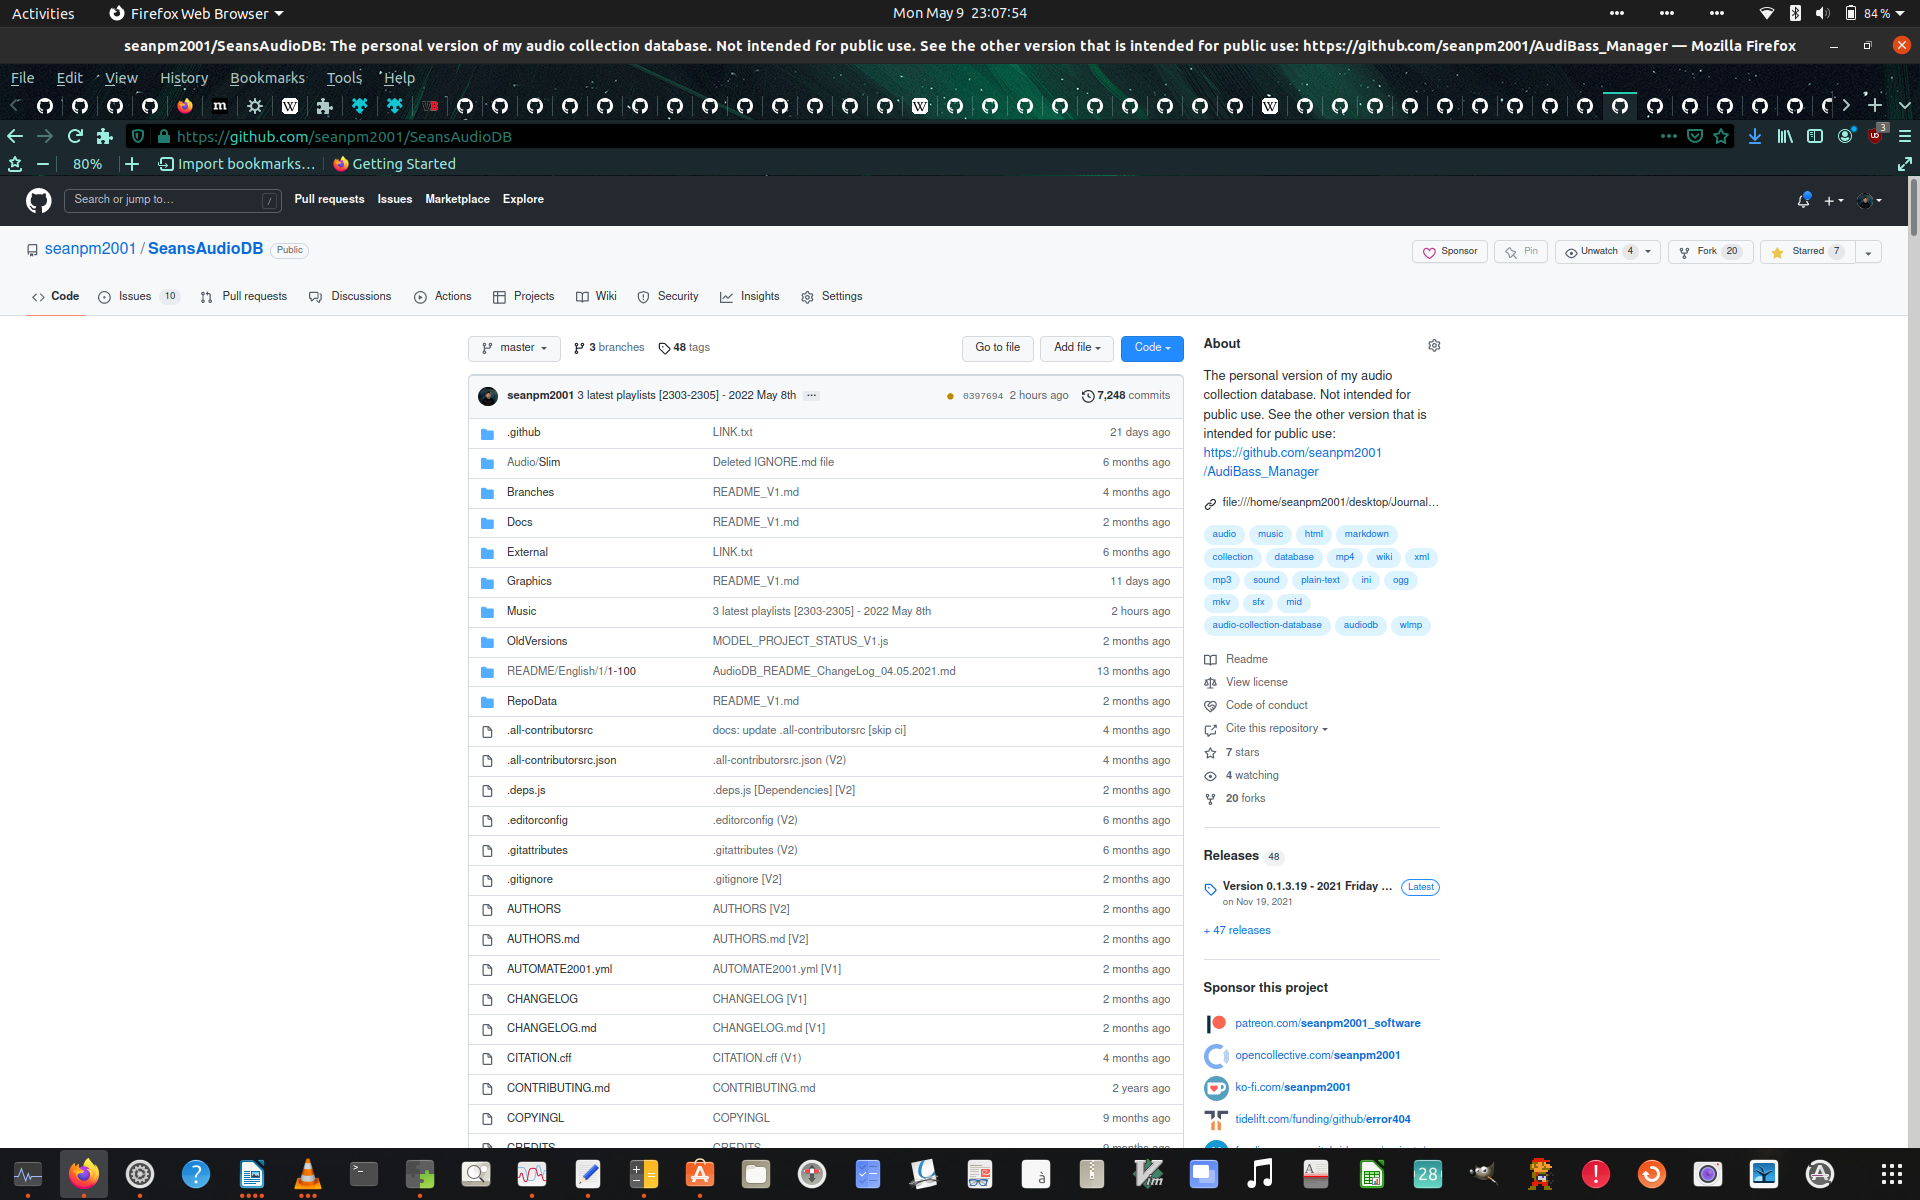 Activities Firefox Web Browser Mon May 9 23:07:54 84 %
seanpm2001/SeansAudioDB: The personal version of my audio collection database. Not intended for public use. See the other version that is intended for public use: https://github.com/seanpm2001/AudiBass_Manager — Mozilla Firefox
File Edit View History Bookmarks Tools Help
https://github.com/seanpm2001/SeansAudioDB 3
80% Import bookmarks... Getting Started
Search or jump to... / Pull requests Issues Marketplace Explore
seanpm2001 / SeansAudioDB Public Sponsor Pin Unwatch 4 Fork 20 Starred 7
Code Issues 10 Pull requests Discussions Actions Projects Wiki Security Insights Settings
master 3 branches 48 tags Go to file Add file Code
seanpm2001 3 latest playlists [2303-2305] - 2022 May 8th ... 0397694 2 hours ago 7,248 commits
.github LINK.txt 21 days ago
Audio/Slim Deleted IGNORE.md file 6 months ago
Branches README_V1.md 4 months ago
Docs README_V1.md 2 months ago
External LINK.txt 6 months ago
Graphics README_V1.md 11 days ago
Music 3 latest playlists [2303-2305] - 2022 May 8th 2 hours ago
OldVersions MODEL_PROJECT_STATUS_V1.js 2 months ago
README/English/1/1-100 AudioDB_README_ChangeLog_04.05.2021.md 13 months ago
RepoData README_V1.md 2 months ago
.all-contributorsrc docs: update .all-contributorsrc [skip ci] 4 months ago
.all-contributorsrc.json .all-contributorsrc.json (V2) 4 months ago
.deps.js .deps.js [Dependencies] [V2] 2 months ago
.editorconfig .editorconfig (V2) 6 months ago
.gitattributes .gitattributes (V2) 6 months ago
.gitignore .gitignore [V2] 2 months ago
AUTHORS AUTHORS [V2] 2 months ago
AUTHORS.md AUTHORS.md [V2] 2 months ago
AUTOMATE2001.yml AUTOMATE2001.yml [V1] 2 months ago
CHANGELOG CHANGELOG [V1] 2 months ago
CHANGELOG.md CHANGELOG.md [V1] 2 months ago
CITATION.cff CITATION.cff (V1) 4 months ago
CONTRIBUTING.md CONTRIBUTING.md 2 years ago
COPYINGL COPYINGL 9 months ago
CREDITS CREDITS 9 months ago
About
The personal version of my audio
collection database. Not intended for
public use. See the other version that is
intended for public use:
https://github.com/seanpm2001
/AudiBass_Manager
file:///home/seanpm2001/desktop/Journal...
audio music html markdown
collection database mp4 wiki xml
mp3 sound plain-text ini ogg
mkv sfx mid
audio-collection-database audiodb wlmp
Readme
View license
Code of conduct
Cite this repository
7 stars
4 watching
20 forks
Releases 48
Version 0.1.3.19 - 2021 Friday ... Latest
on Nov 19, 2021
+ 47 releases
Sponsor this project
patreon.com/seanpm2001_software
opencollective.com/seanpm2001
ko-fi.com/seanpm2001
tidelift.com/funding/github/error404
28